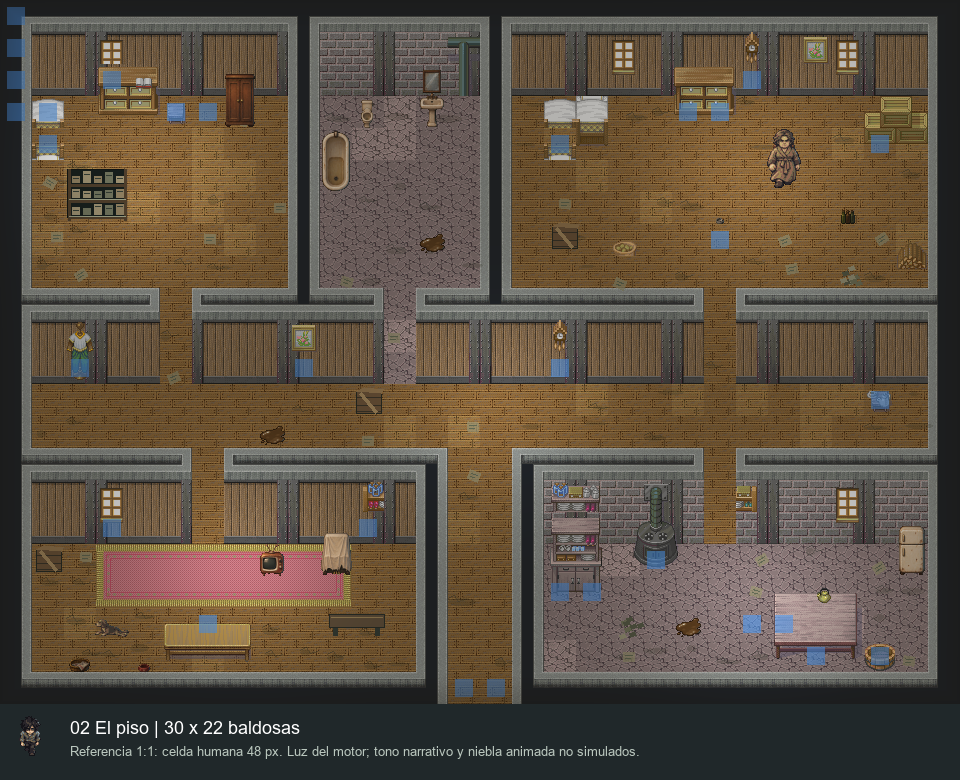 02 El piso | 30 x 22 baldosas
Referencia 1:1: celda humana 48 px. Luz del motor; tono narrativo y niebla animada no simulados.